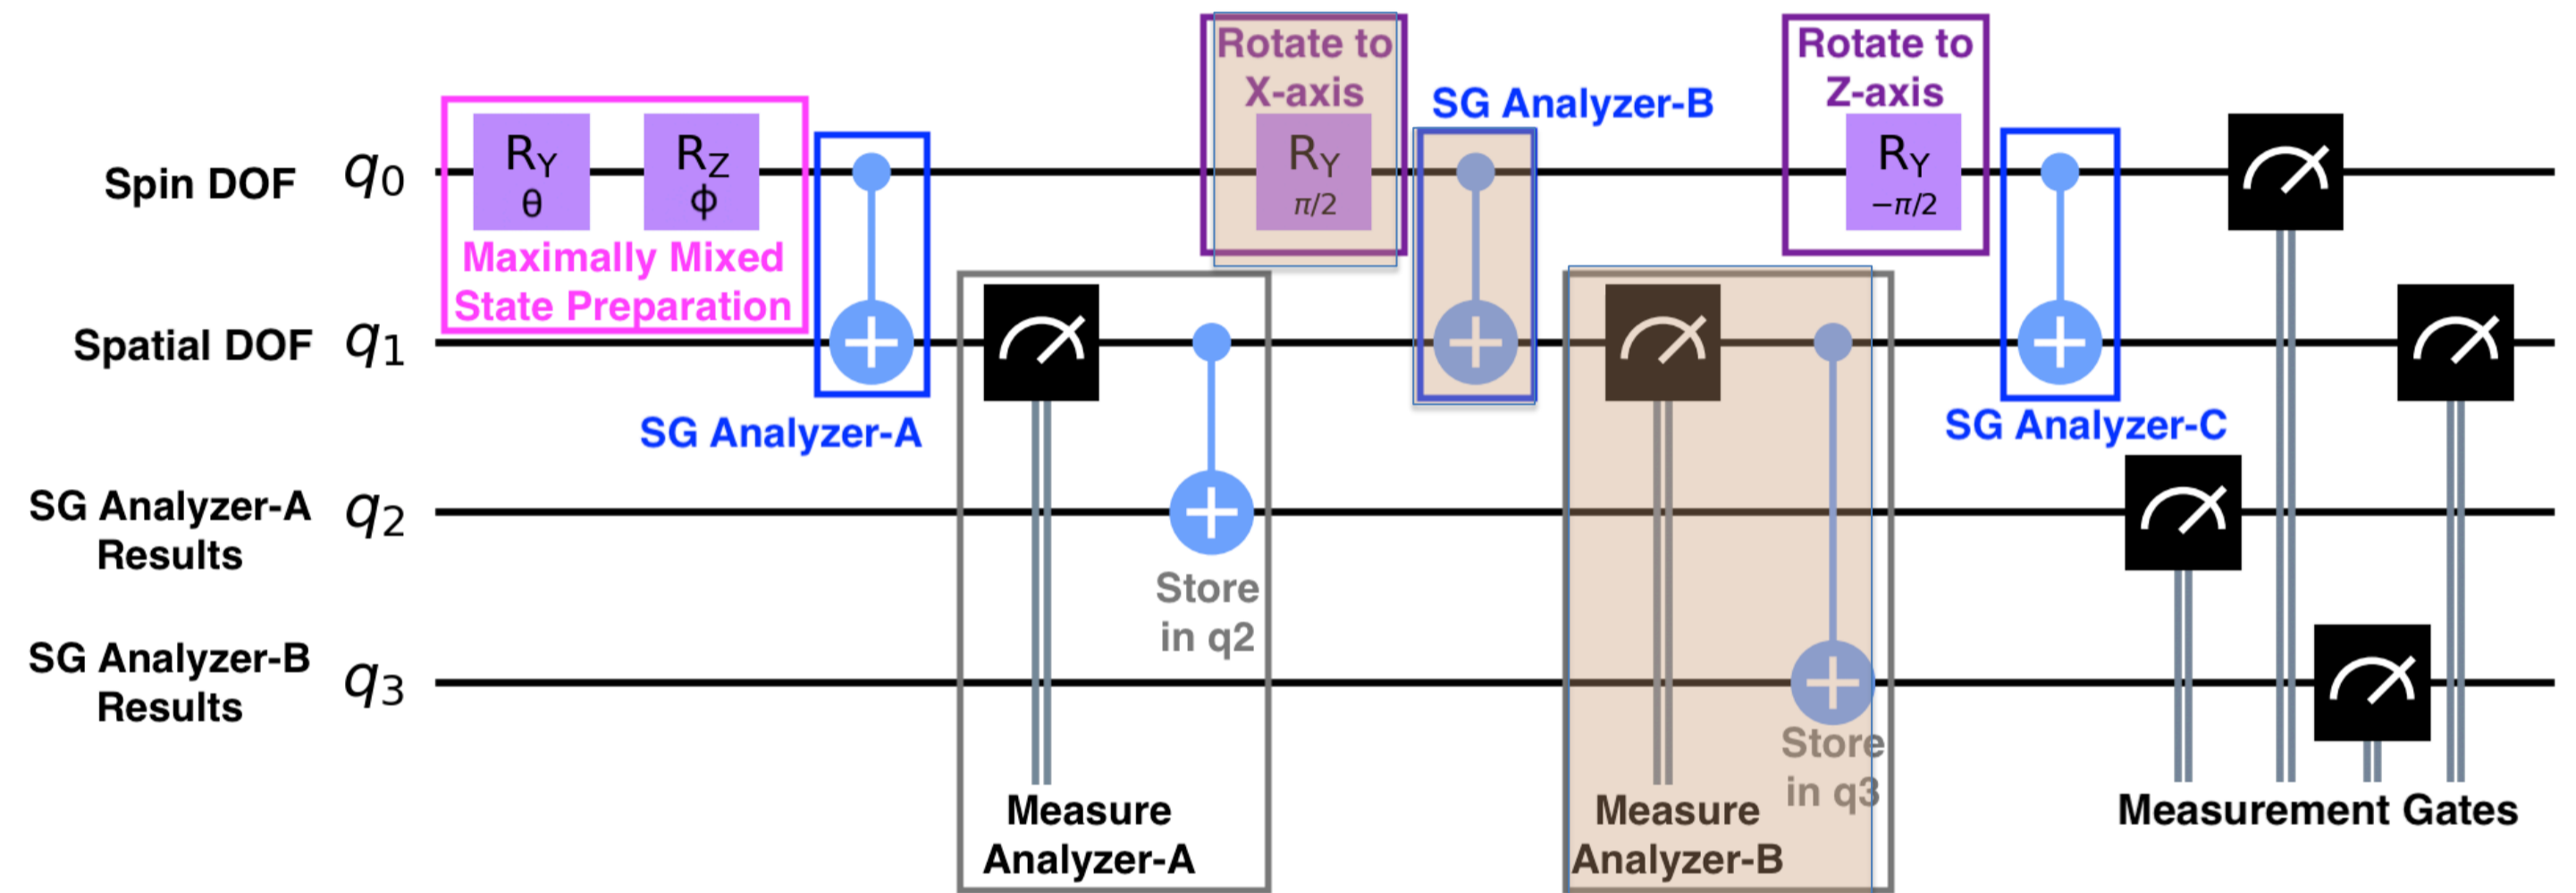 Rotate to
X-axis
Rotate to
Z-axis
SG Analyzer-B
Spin DOF
q0
RY
θ
RZ
ϕ
RY
π/2
RY
−π/2
Maximally Mixed
State Preparation
Spatial DOF
q1
SG Analyzer-A
SG Analyzer-C
SG Analyzer-A
Results
q2
Store
in q2
SG Analyzer-B
Results
q3
Store
in q3
Measure
Analyzer-A
Measure
Analyzer-B
Measurement Gates